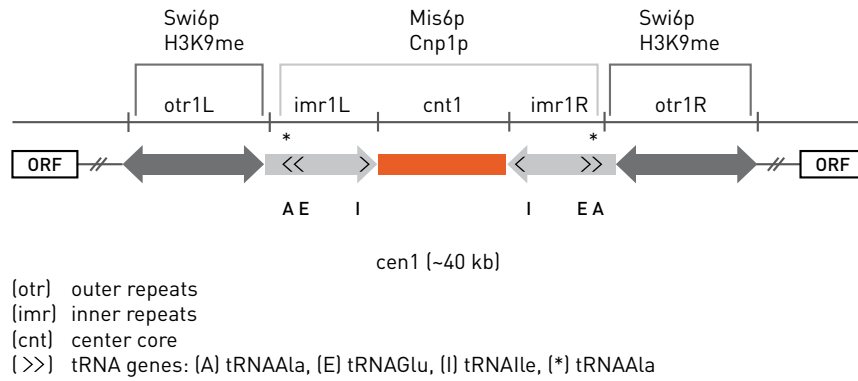 Swi6p Mis6p Swi6p
H3K9me Cnp1p H3K9me
otr1L imr1L cnt1 imr1R otr1R
* *
ORF // << > < >> // ORF
A E I I E A
cen1 (~40 kb)
(otr) outer repeats
(imr) inner repeats
(cnt) center core
( >>) tRNA genes: (A) tRNAAla, (E) tRNAGlu, (I) tRNAIle, (*) tRNAAla